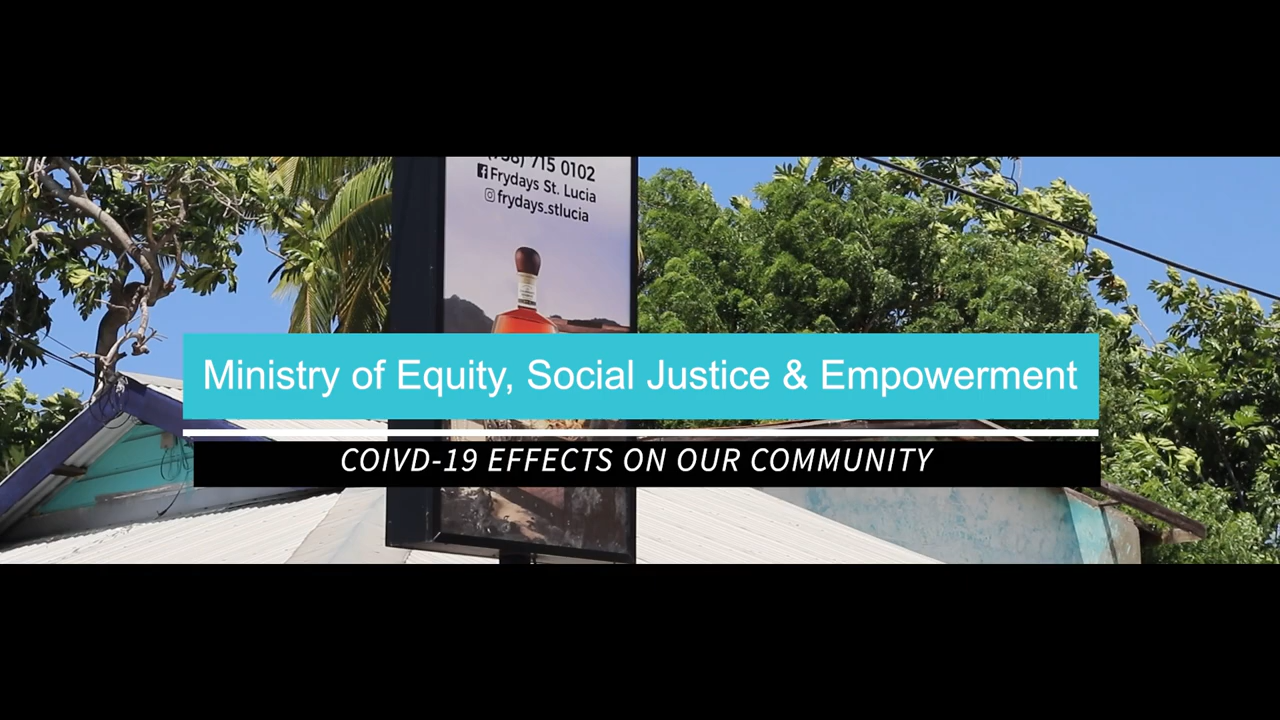 715 0102
Frydays St. Lucia
frydays_stlucia
Ministry of Equity, Social Justice & Empowerment
COIVD-19 EFFECTS ON OUR COMMUNITY